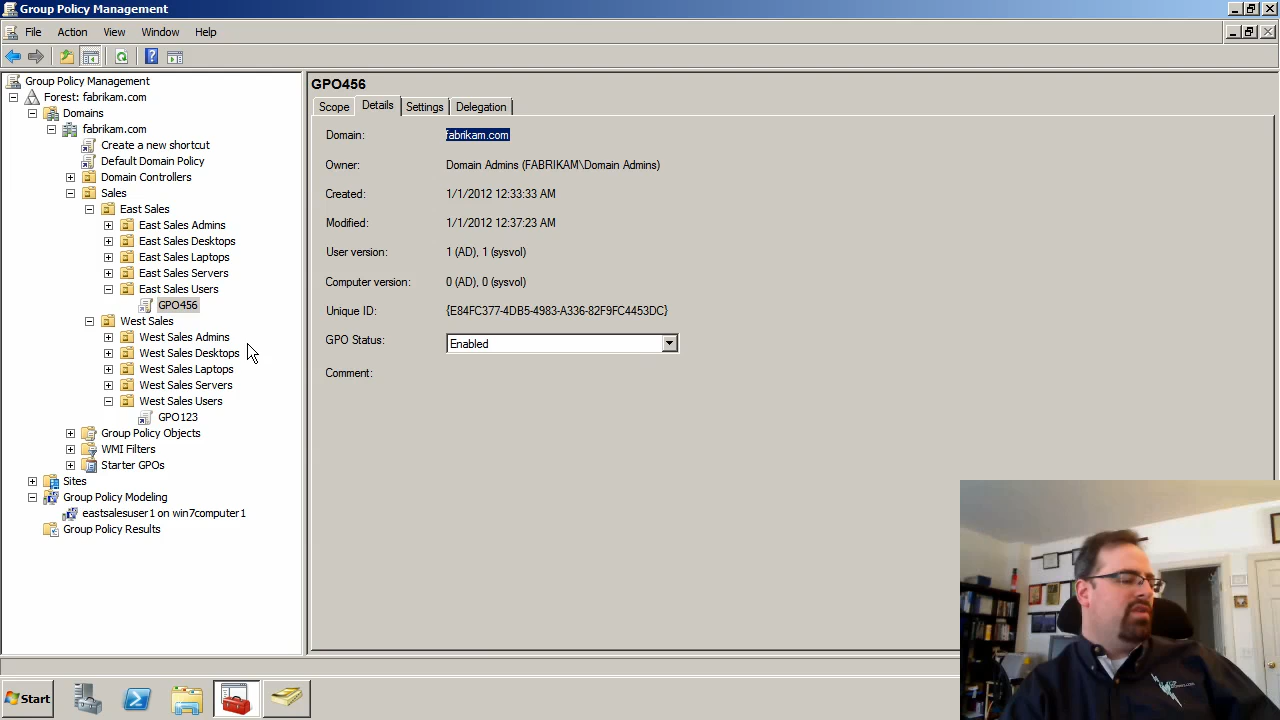 Group Policy Management
File Action View Window Help
Group Policy Management
Forest: fabrikam.com
Domains
fabrikam.com
Create a new shortcut
Default Domain Policy
Domain Controllers
Sales
East Sales
East Sales Admins
East Sales Desktops
East Sales Laptops
East Sales Servers
East Sales Users
GPO456
West Sales
West Sales Admins
West Sales Desktops
West Sales Laptops
West Sales Servers
West Sales Users
GPO123
Group Policy Objects
WMI Filters
Starter GPOs
Sites
Group Policy Modeling
eastsalesuser1 on win7computer1
Group Policy Results
GPO456
Scope Details Settings Delegation
Domain: fabrikam.com
Owner: Domain Admins (FABRIKAM\Domain Admins)
Created: 1/1/2012 12:33:33 AM
Modified: 1/1/2012 12:37:23 AM
User version: 1 (AD), 1 (sysvol)
Computer version: 0 (AD), 0 (sysvol)
Unique ID: {E84FC377-4DB5-4983-A336-82F9FC4453DC}
GPO Status: Enabled
Comment:
Start